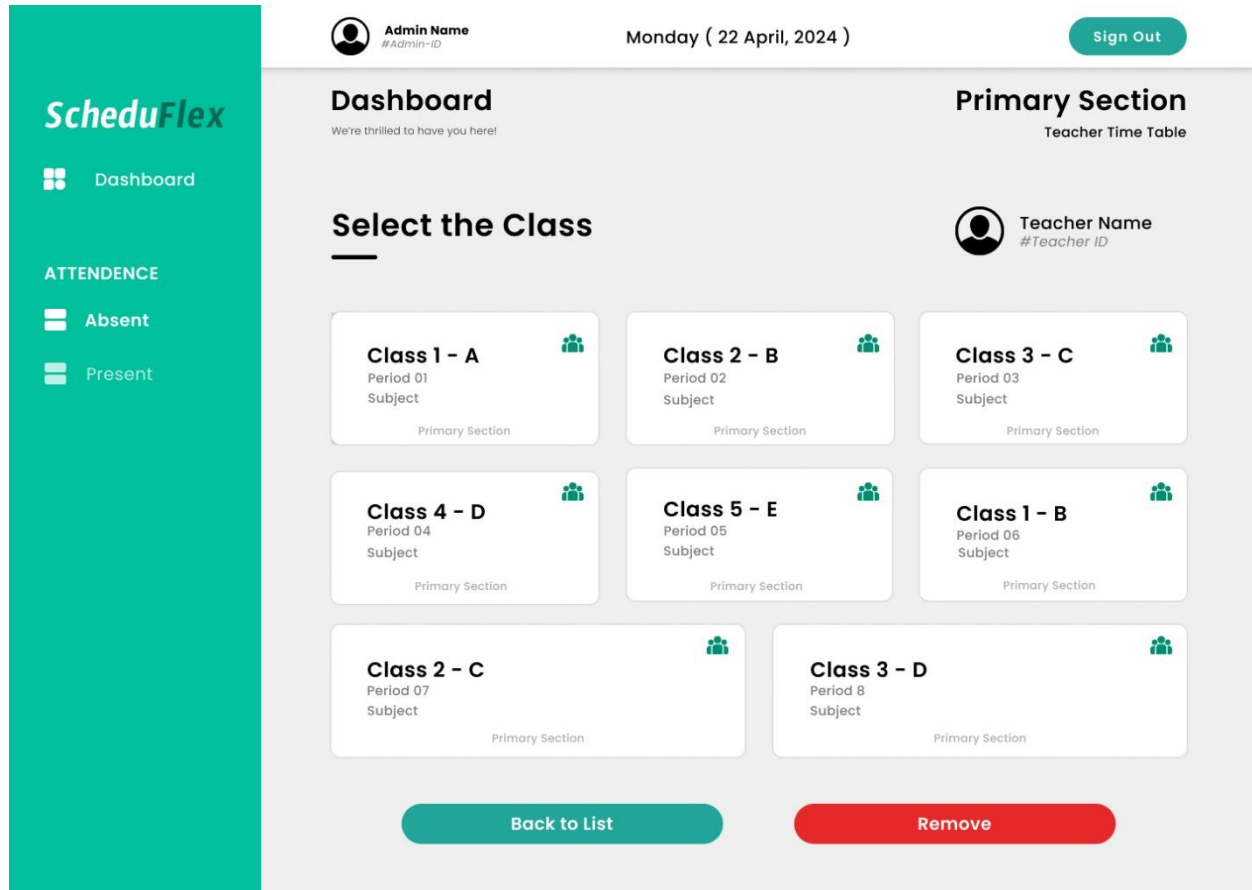 Admin Name
#Admin-ID
Monday ( 22 April, 2024 )
Sign Out
ScheduFlex
Dashboard
ATTENDENCE
Absent
Present
Dashboard
We're thrilled to have you here!
Primary Section
Teacher Time Table
Select the Class
Teacher Name
#Teacher ID
Class 1 - A
Period 01
Subject
Primary Section
Class 2 - B
Period 02
Subject
Primary Section
Class 3 - C
Period 03
Subject
Primary Section
Class 4 - D
Period 04
Subject
Primary Section
Class 5 - E
Period 05
Subject
Primary Section
Class 1 - B
Period 06
Subject
Primary Section
Class 2 - C
Period 07
Subject
Primary Section
Class 3 - D
Period 8
Subject
Primary Section
Back to List
Remove